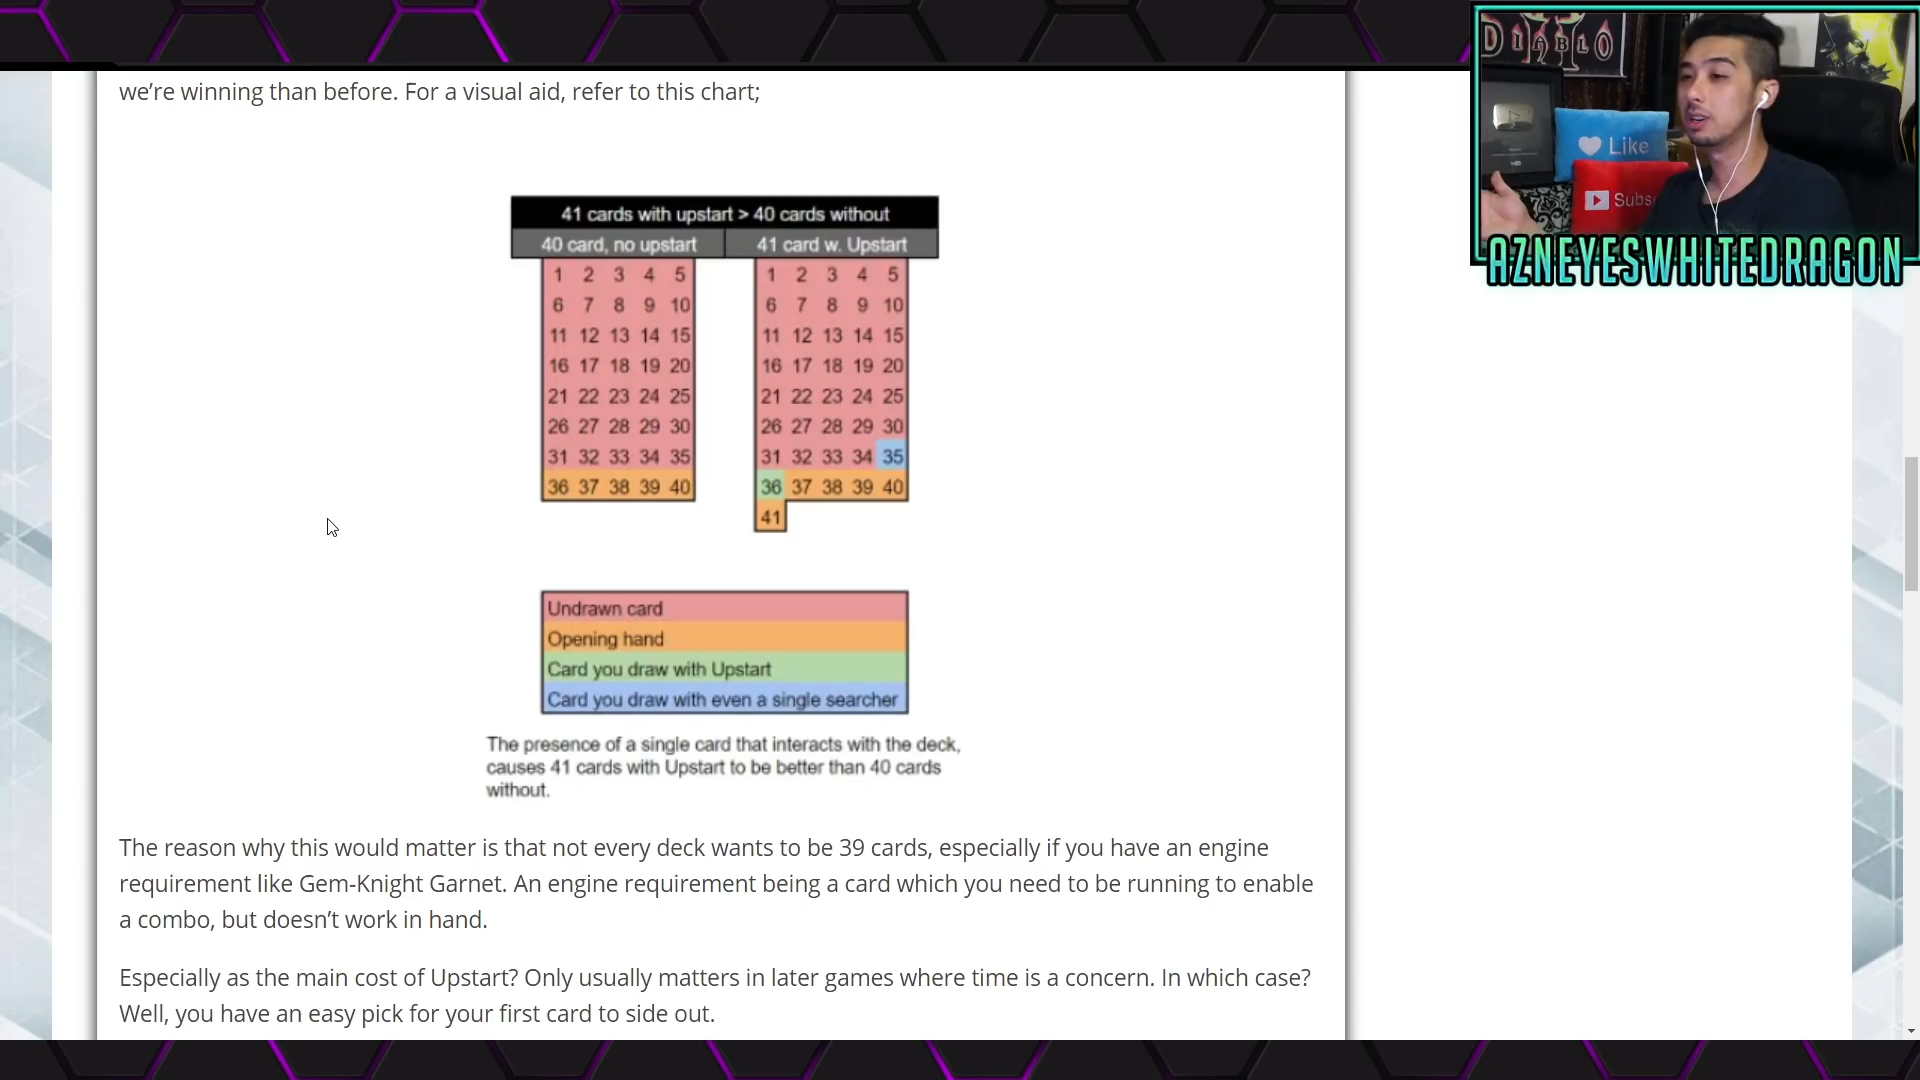 we’re winning than before. For a visual aid, refer to this chart;
DIABLO
Like
Subs
AZNEYESWHITEDRAGON
41 cards with upstart > 40 cards without
40 card, no upstart 41 card w. Upstart
1 2 3 4 5 1 2 3 4 5
6 7 8 9 10 6 7 8 9 10
11 12 13 14 15 11 12 13 14 15
16 17 18 19 20 16 17 18 19 20
21 22 23 24 25 21 22 23 24 25
26 27 28 29 30 26 27 28 29 30
31 32 33 34 35 31 32 33 34 35
36 37 38 39 40 36 37 38 39 40
41
Undrawn card
Opening hand
Card you draw with Upstart
Card you draw with even a single searcher
The presence of a single card that interacts with the deck,
causes 41 cards with Upstart to be better than 40 cards
without.
The reason why this would matter is that not every deck wants to be 39 cards, especially if you have an engine
requirement like Gem-Knight Garnet. An engine requirement being a card which you need to be running to enable
a combo, but doesn’t work in hand.
Especially as the main cost of Upstart? Only usually matters in later games where time is a concern. In which case?
Well, you have an easy pick for your first card to side out.